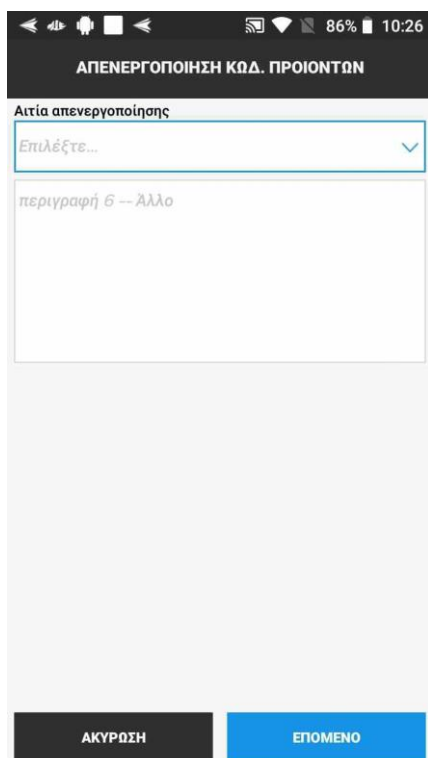 86% 10:26
ΑΠΕΝΕΡΓΟΠΟΙΗΣΗ ΚΩΔ. ΠΡΟΙΟΝΤΩΝ
Αιτία απενεργοποίησης
Επιλέξτε...
περιγραφή 6 -- Άλλο
ΑΚΥΡΩΣΗ ΕΠΟΜΕΝΟ